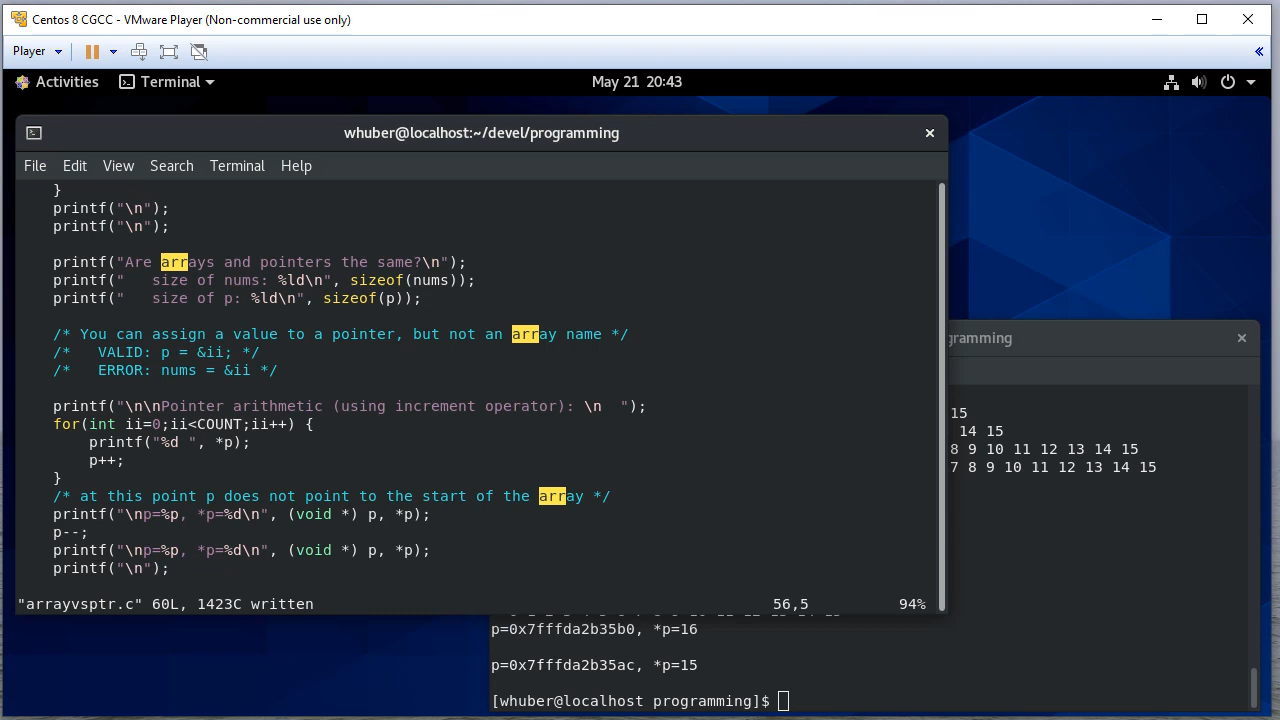 Centos 8 CGCC - VMware Player (Non-commercial use only)
Player
Activities Terminal May 21 20:43
whuber@localhost:~/devel/programming
File Edit View Search Terminal Help
}
printf("\n");
printf("\n");
printf("Are arrays and pointers the same?\n");
printf("   size of nums: %ld\n", sizeof(nums));
printf("   size of p: %ld\n", sizeof(p));
/* You can assign a value to a pointer, but not an array name */
/*   VALID: p = &ii; */
/*   ERROR: nums = &ii */
printf("\n\nPointer arithmetic (using increment operator): \n  ");
for(int ii=0;ii<COUNT;ii++) {
printf("%d ", *p);
p++;
}
/* at this point p does not point to the start of the array */
printf("\np=%p, *p=%d\n", (void *) p, *p);
p--;
printf("\np=%p, *p=%d\n", (void *) p, *p);
printf("\n");
"arrayvsptr.c" 60L, 1423C written 56,5 94%
gramming
15
14 15
8 9 10 11 12 13 14 15
7 8 9 10 11 12 13 14 15
p=0x7fffda2b35b0, *p=16
p=0x7fffda2b35ac, *p=15
[whuber@localhost programming]$